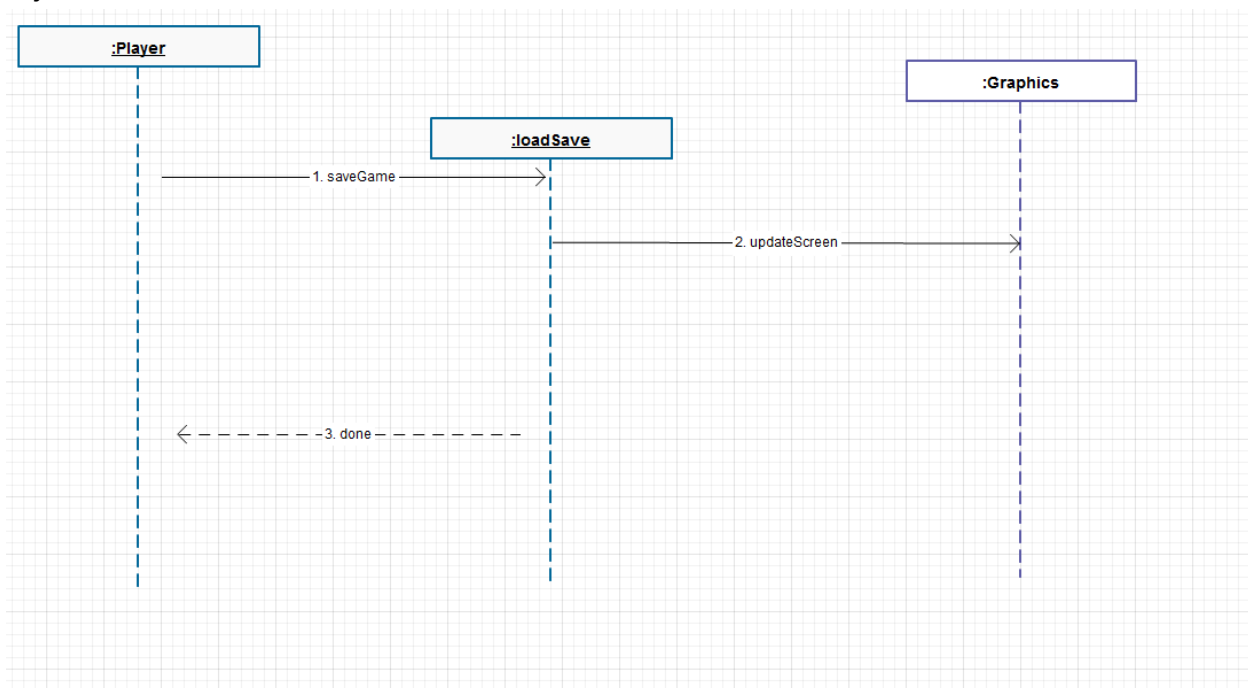 :Player
:Graphics
:loadSave
1. saveGame
2. updateScreen
3. done